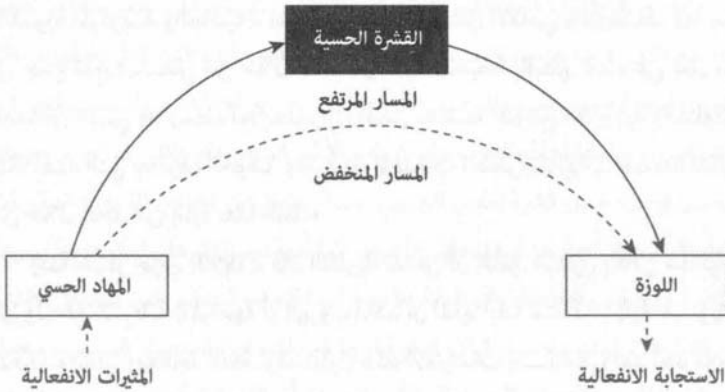 القشرة الحسية
المسار المرتفع
المسار المنخفض
اللوزة
المهاد الحسي
الاستجابة الانفعالية
المثيرات الانفعالية